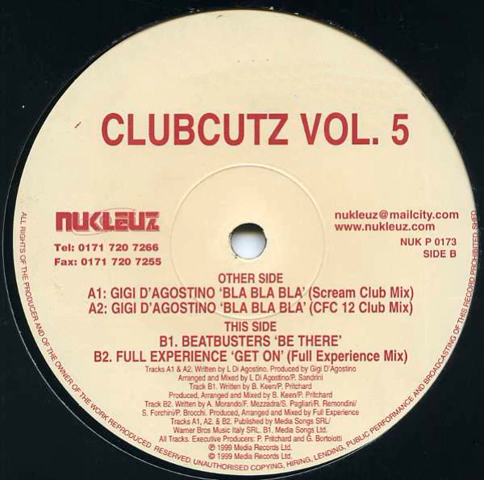 CLUBCUTZ VOL. 5
NUKLEUZ
Tel: 0171 720 7266
Fax: 0171 720 7255
nukleuz@mailcity.com
www.nukleuz.com
NUK P 0173
SIDE B
OTHER SIDE
A1: GIGI D'AGOSTINO 'BLA BLA BLA' (Scream Club Mix)
A2: GIGI D'AGOSTINO 'BLA BLA BLA' (CFC 12 Club Mix)
THIS SIDE
B1. BEATBUSTERS 'BE THERE'
B2. FULL EXPERIENCE 'GET ON' (Full Experience Mix)
Tracks A1 & A2. Written by L Di Agostino. Produced by Gigi D'Agostino
Arranged and Mixed by L Di Agostino/P. Sandrini
Track B1. Written by B. Keen/P. Pritchard
Produced, Arranged and Mixed by B. Keen/P. Pritchard
Track B2. Written by A. Morando/F. Mezzadra/S. Pagliari/R. Remondini/
S. Forchini/P. Brocchi. Produced, Arranged and Mixed by Full Experience
Tracks A1, A2, & B2. Published by Media Songs SRL/
Warner Bros Music Italy SRL. B1, Media Songs Ltd.
All Tracks. Executive Producers: P. Pritchard and G. Bortolotti
℗ 1999 Media Records Ltd.
© 1999 Media Records Ltd.
ALL RIGHTS OF THE PRODUCER AND OF THE OWNER OF THE WORK REPRODUCED RESERVED. UNAUTHORISED COPYING, HIRING, LENDING, PUBLIC PERFORMANCE AND BROADCASTING OF THIS RECORD PROHIBITED